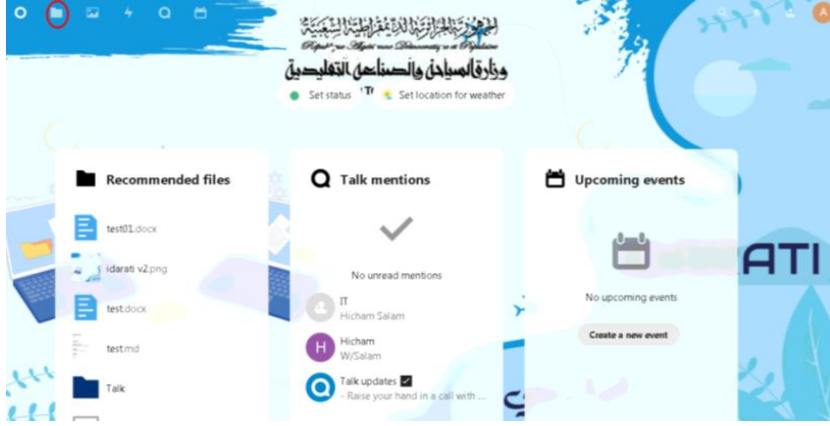 الجمهورية الجزائرية الديمقراطية الشعبية
وزارة السياحة والصناعة التقليدية
Set status
Set location for weather
Recommended files
test01.docx
idarati v2.png
test.docx
test.md
Talk
Talk mentions
No unread mentions
IT
Hicham Salam
H
Hicham
W/Salam
Talk updates ✅
- Raise your hand in a call with ...
Upcoming events
No upcoming events
Create a new event
ATI
A